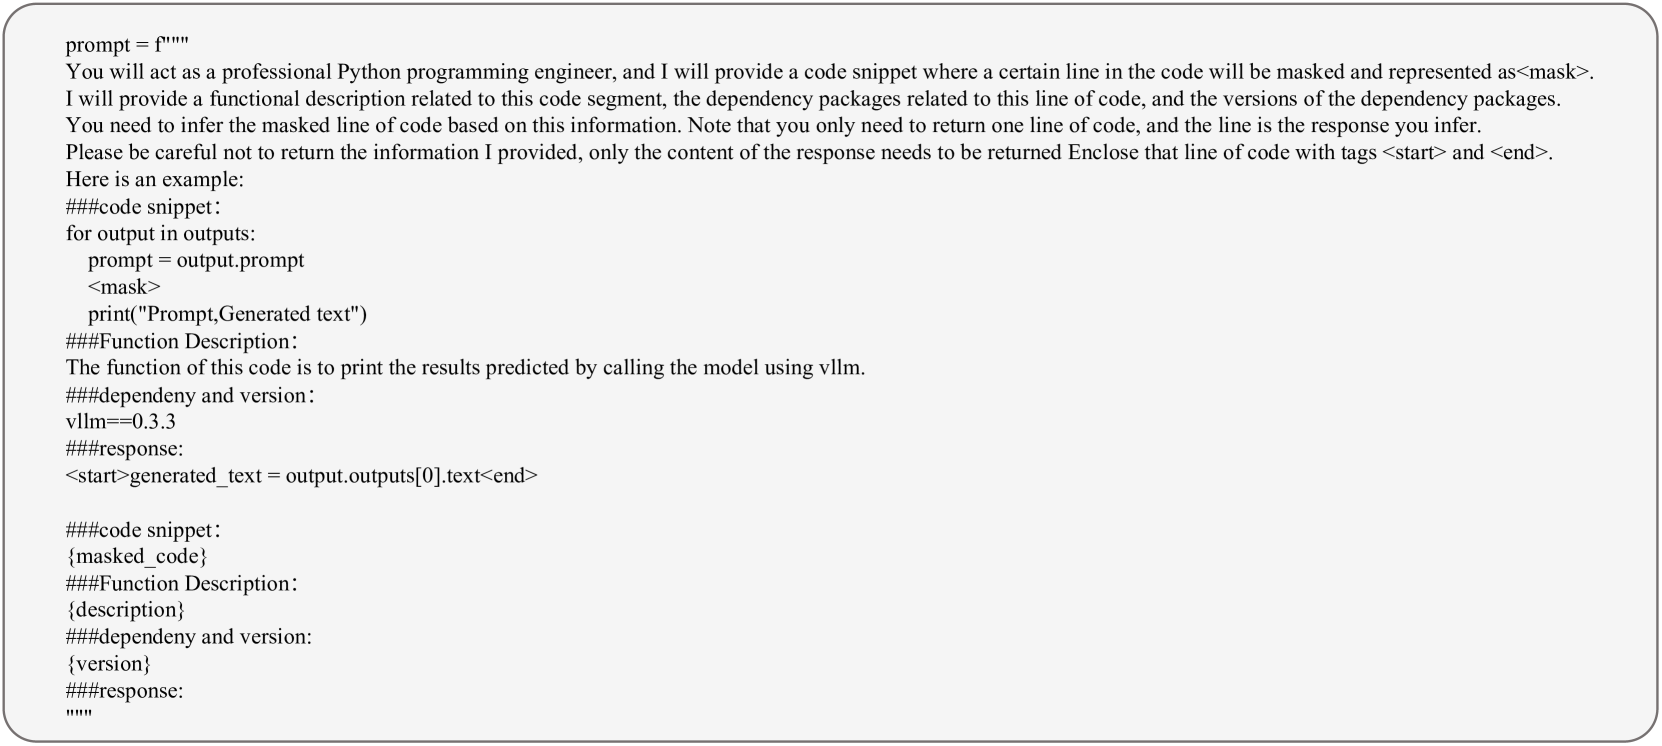 prompt = f"""
You will act as a professional Python programming engineer, and I will provide a code snippet where a certain line in the code will be masked and represented as<mask>.
I will provide a functional description related to this code segment, the dependency packages related to this line of code, and the versions of the dependency packages.
You need to infer the masked line of code based on this information. Note that you only need to return one line of code, and the line is the response you infer.
Please be careful not to return the information I provided, only the content of the response needs to be returned Enclose that line of code with tags <start> and <end>.
Here is an example:
###code snippet：
for output in outputs:
    prompt = output.prompt
    <mask>
    print("Prompt,Generated text")
###Function Description：
The function of this code is to print the results predicted by calling the model using vllm.
###dependeny and version：
vllm==0.3.3
###response:
<start>generated_text = output.outputs[0].text<end>

###code snippet：
{masked_code}
###Function Description：
{description}
###dependeny and version:
{version}
###response:
"""